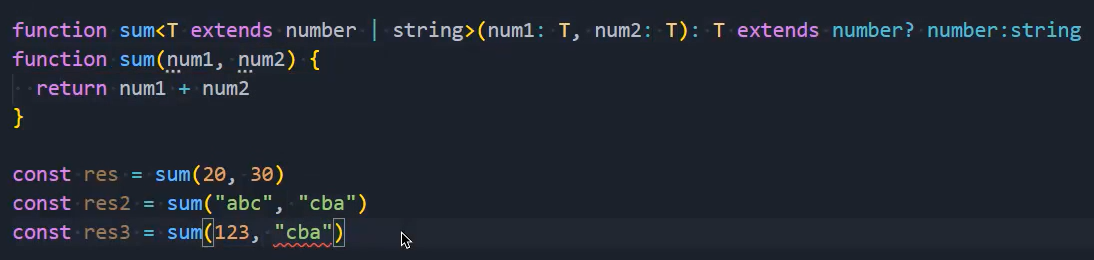 function sum<T extends number | string>(num1: T, num2: T): T extends number? number:string
function sum(num1, num2) {
  return num1 + num2
}
const res = sum(20, 30)
const res2 = sum("abc", "cba")
const res3 = sum(123, "cba")